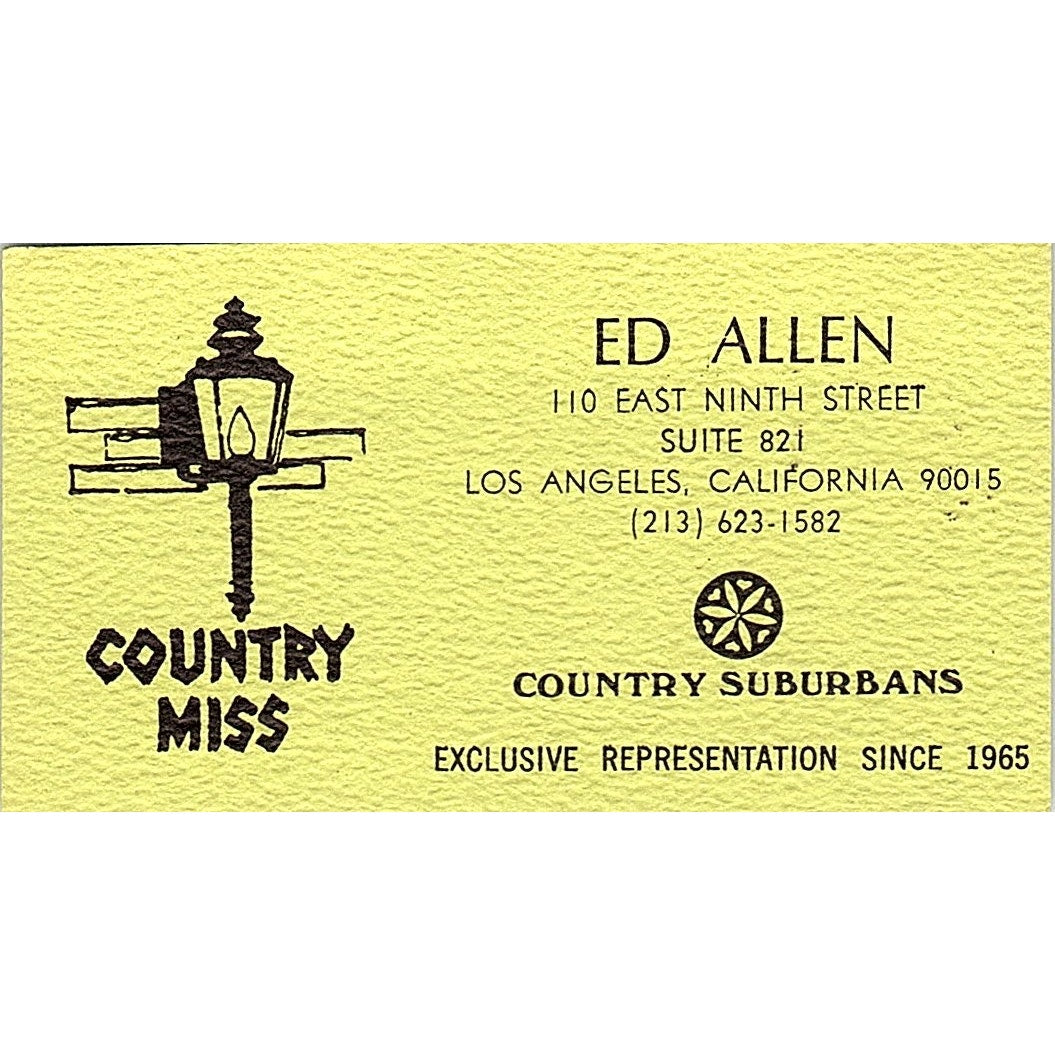 ED ALLEN
110 EAST NINTH STREET
SUITE 821
LOS ANGELES, CALIFORNIA 90015
(213) 623-1582
COUNTRY
MISS
COUNTRY SUBURBANS
EXCLUSIVE REPRESENTATION SINCE 1965